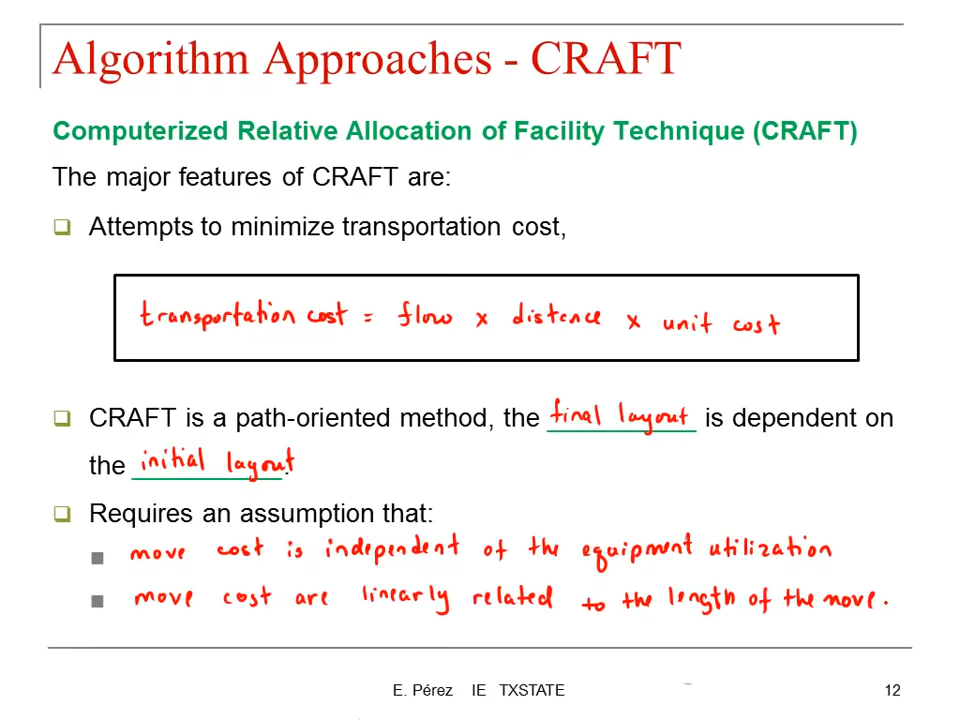 Algorithm Approaches - CRAFT
Computerized Relative Allocation of Facility Technique (CRAFT)
The major features of CRAFT are:
Attempts to minimize transportation cost,
transportation cost = flow x distance x unit cost
CRAFT is a path-oriented method, the final layout is dependent on
the initial layout.
Requires an assumption that:
move cost is independent of the equipment utilization
move cost are linearly related to the length of the move.
E. Pérez IE TXSTATE 12